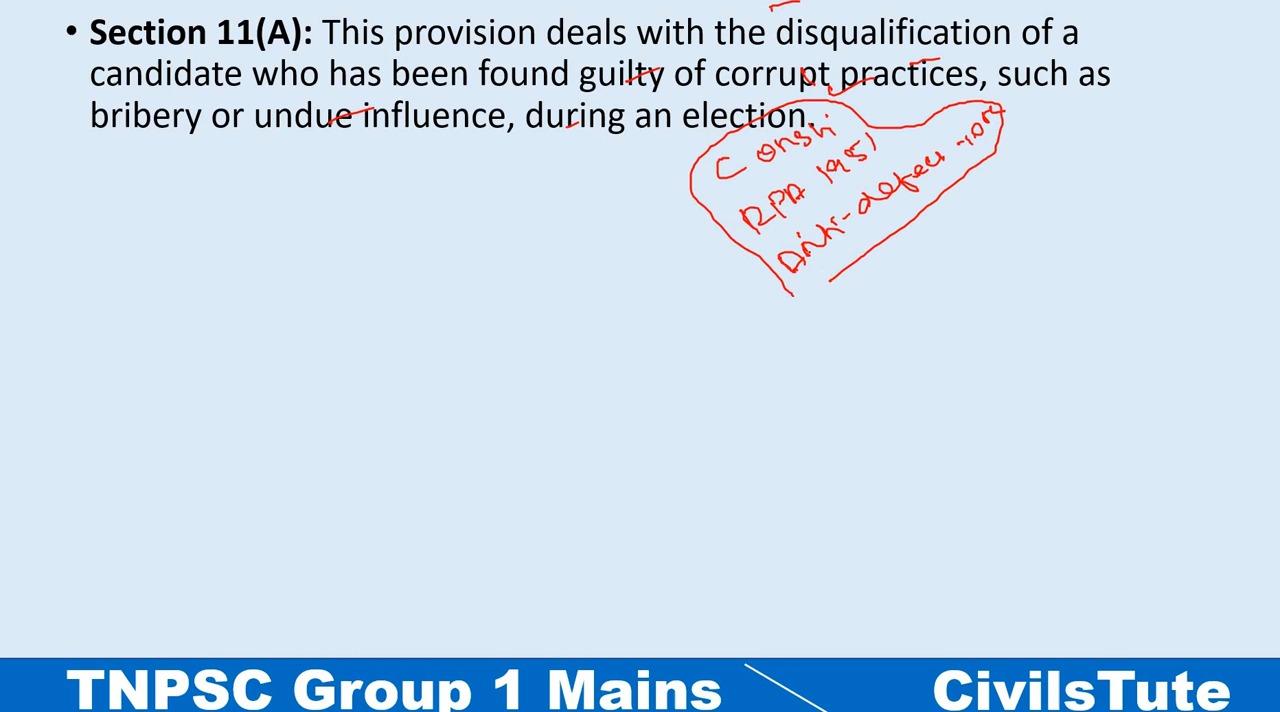 • Section 11(A): This provision deals with the disqualification of a
candidate who has been found guilty of corrupt practices, such as
bribery or undue influence, during an election.
Consti
RPA 1951
Anti-defection
TNPSC Group 1 Mains
CivilsTute